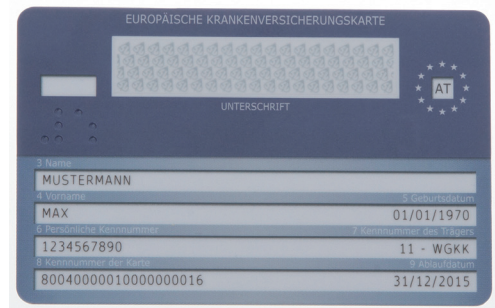 EUROPÄISCHE KRANKENVERSICHERUNGSKARTE
AT
UNTERSCHRIFT
3 Name
MUSTERMANN
4 Vorname 5 Geburtsdatum
MAX 01/01/1970
6 Persönliche Kennnummer 7 Kennnummer des Trägers
1234567890 11 - WGKK
8 Kennnummer der Karte 9 Ablaufdatum
80040000010000000016 31/12/2015